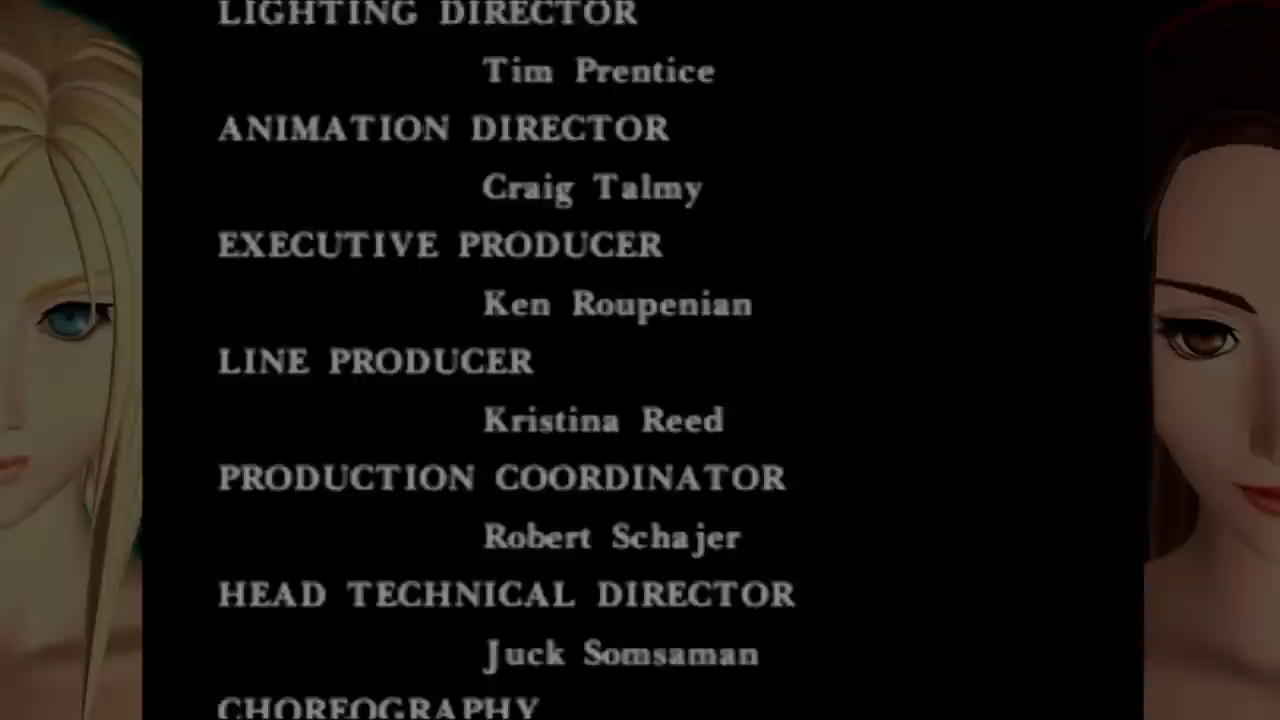 LIGHTING DIRECTOR
Tim Prentice
ANIMATION DIRECTOR
Craig Talmy
EXECUTIVE PRODUCER
Ken Roupenian
LINE PRODUCER
Kristina Reed
PRODUCTION COORDINATOR
Robert Schajer
HEAD TECHNICAL DIRECTOR
Juck Somsaman
CHOREOGRAPHY